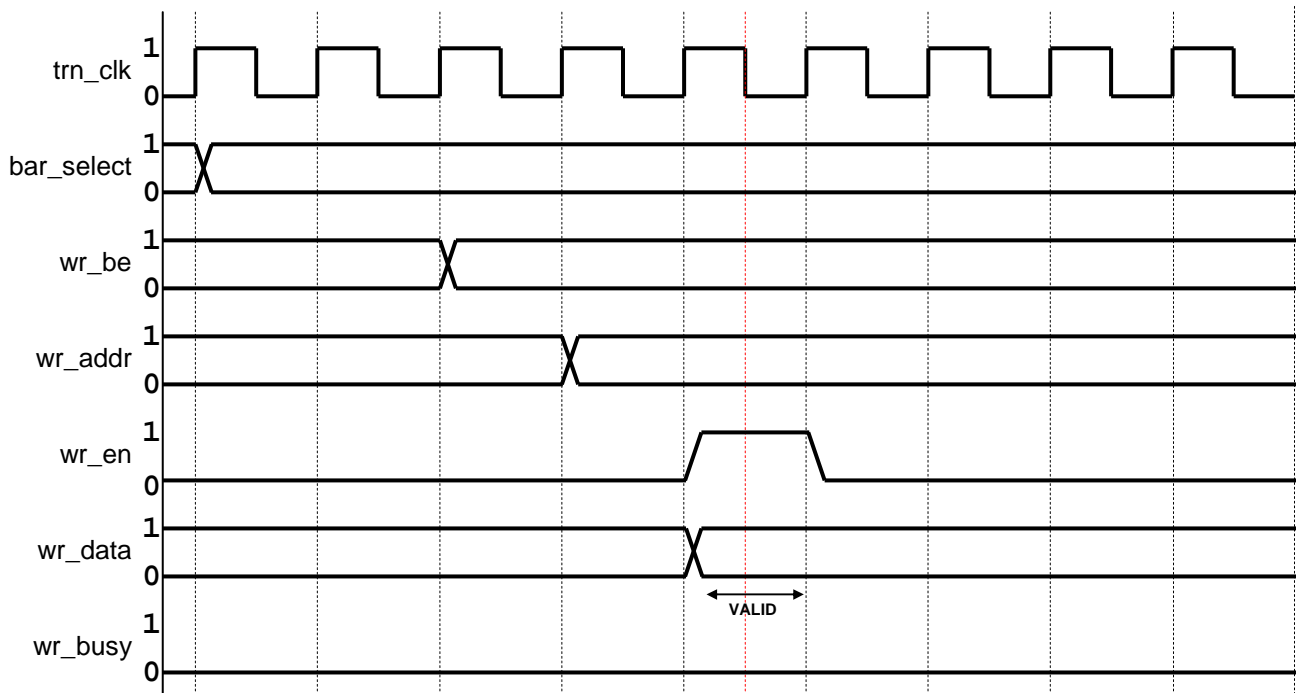 1
trn_clk
0
1
bar_select
0
1
wr_be
0
1
wr_addr
0
1
wr_en
0
1
wr_data
0
VALID
1
wr_busy
0